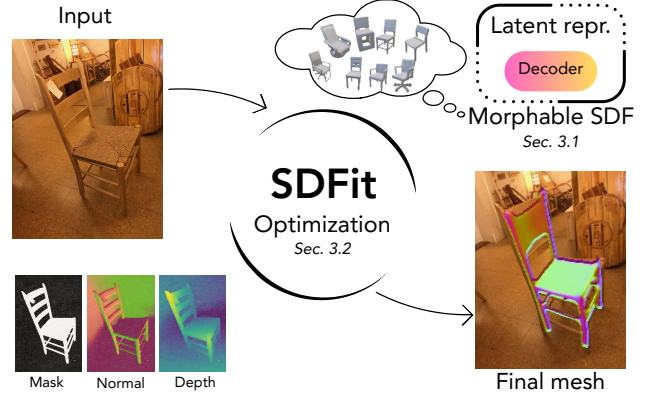 Input
Latent repr.
Decoder
Morphable SDF
Sec. 3.1
SDFit
Optimization
Sec. 3.2
Mask
Normal
Depth
Final mesh